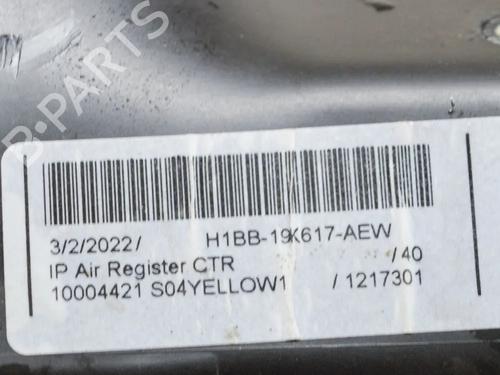 B-PARTS
3/2/2022/ H1BB-19K617-AEW
IP Air Register CTR /40
10004421 S04YELLOW1 / 1217301